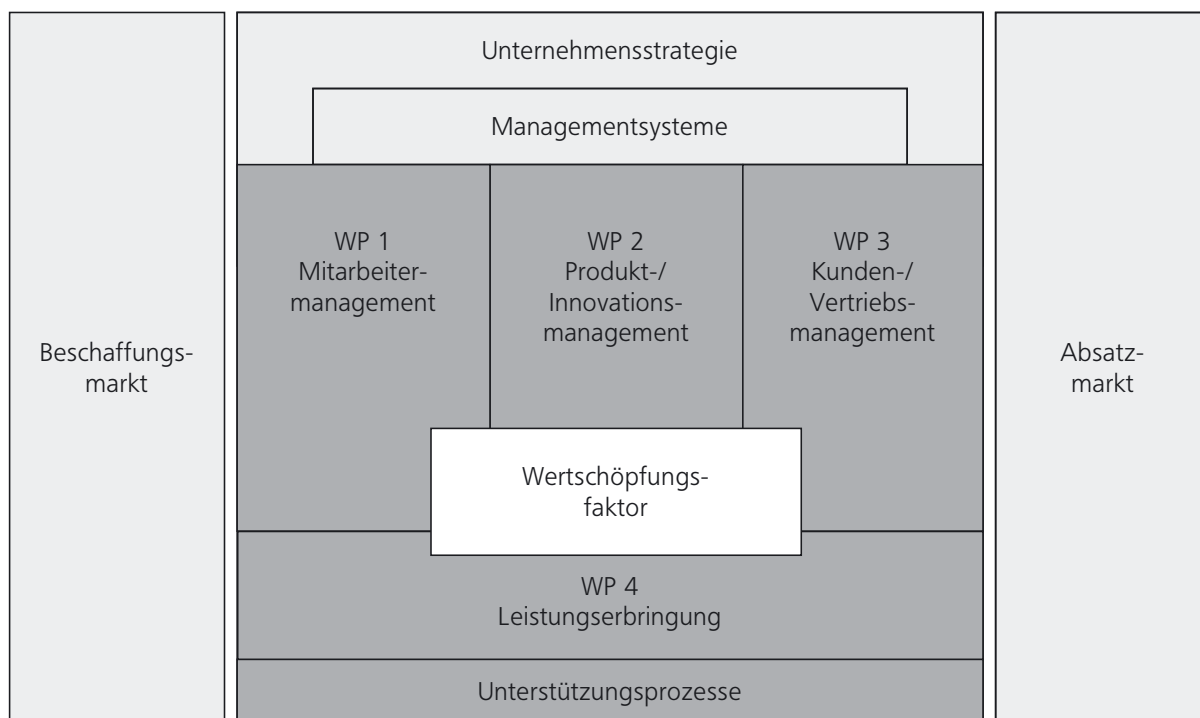 Unternehmensstrategie
Managementsysteme
WP 1
Mitarbeiter-
management
WP 2
Produkt-/
Innovations-
management
WP 3
Kunden-/
Vertriebs-
management
Beschaffungs-
markt
Absatz-
markt
Wertschöpfungs-
faktor
WP 4
Leistungserbringung
Unterstützungsprozesse